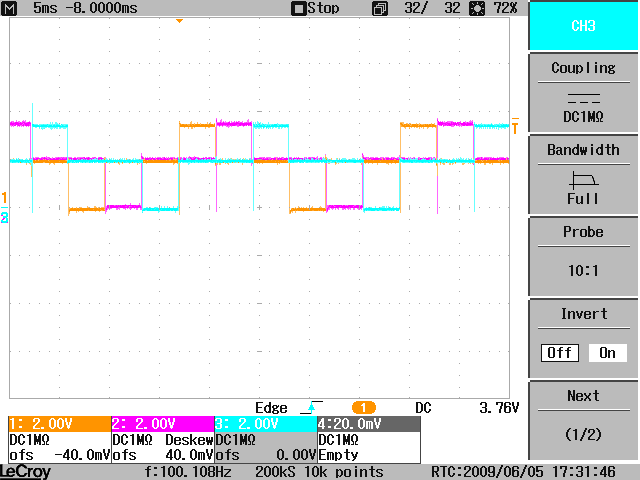 M 5ms -8.0000ms Stop 32/ 32 72%
CH3
Coupling
DC1MΩ
Bandwidth
Full
Probe
10:1
Invert
Off On
Next
(1/2)
T
1
2
Edge 1 DC 3.76V
1: 2.00V 2: 2.00V 3: 2.00V 4:20.0mV
DC1MΩ DC1MΩ Deskew DC1MΩ DC1MΩ
ofs -40.0mV ofs 40.0mV ofs 0.00V Empty
LeCroy f:100.108Hz 200kS 10k points RTC:2009/06/05 17:31:46